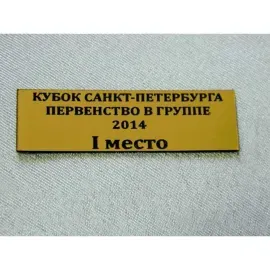 КУБОК САНКТ-ПЕТЕРБУРГА
ПЕРВЕНСТВО В ГРУППЕ
2014
I место